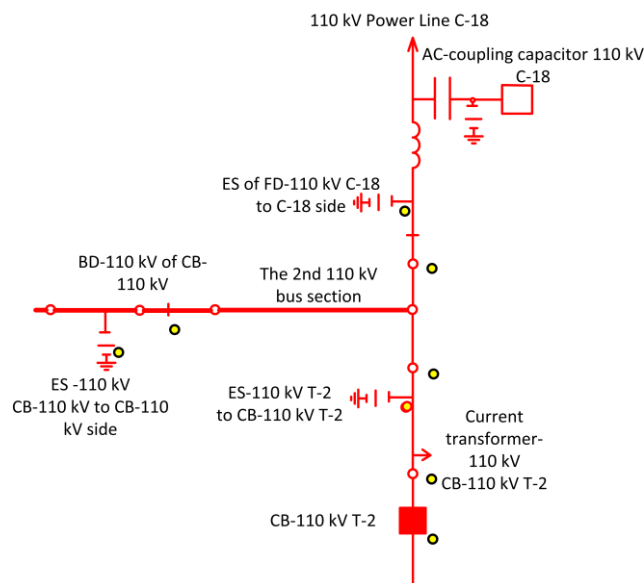 110 kV Power Line C-18
AC-coupling capacitor 110 kV
C-18
ES of FD-110 kV C-18
to C-18 side
BD-110 kV of CB-
110 kV
The 2nd 110 kV
bus section
ES -110 kV
CB-110 kV to CB-110
kV side
ES-110 kV T-2
to CB-110 kV T-2
Current
transformer-
110 kV
CB-110 kV T-2
CB-110 kV T-2